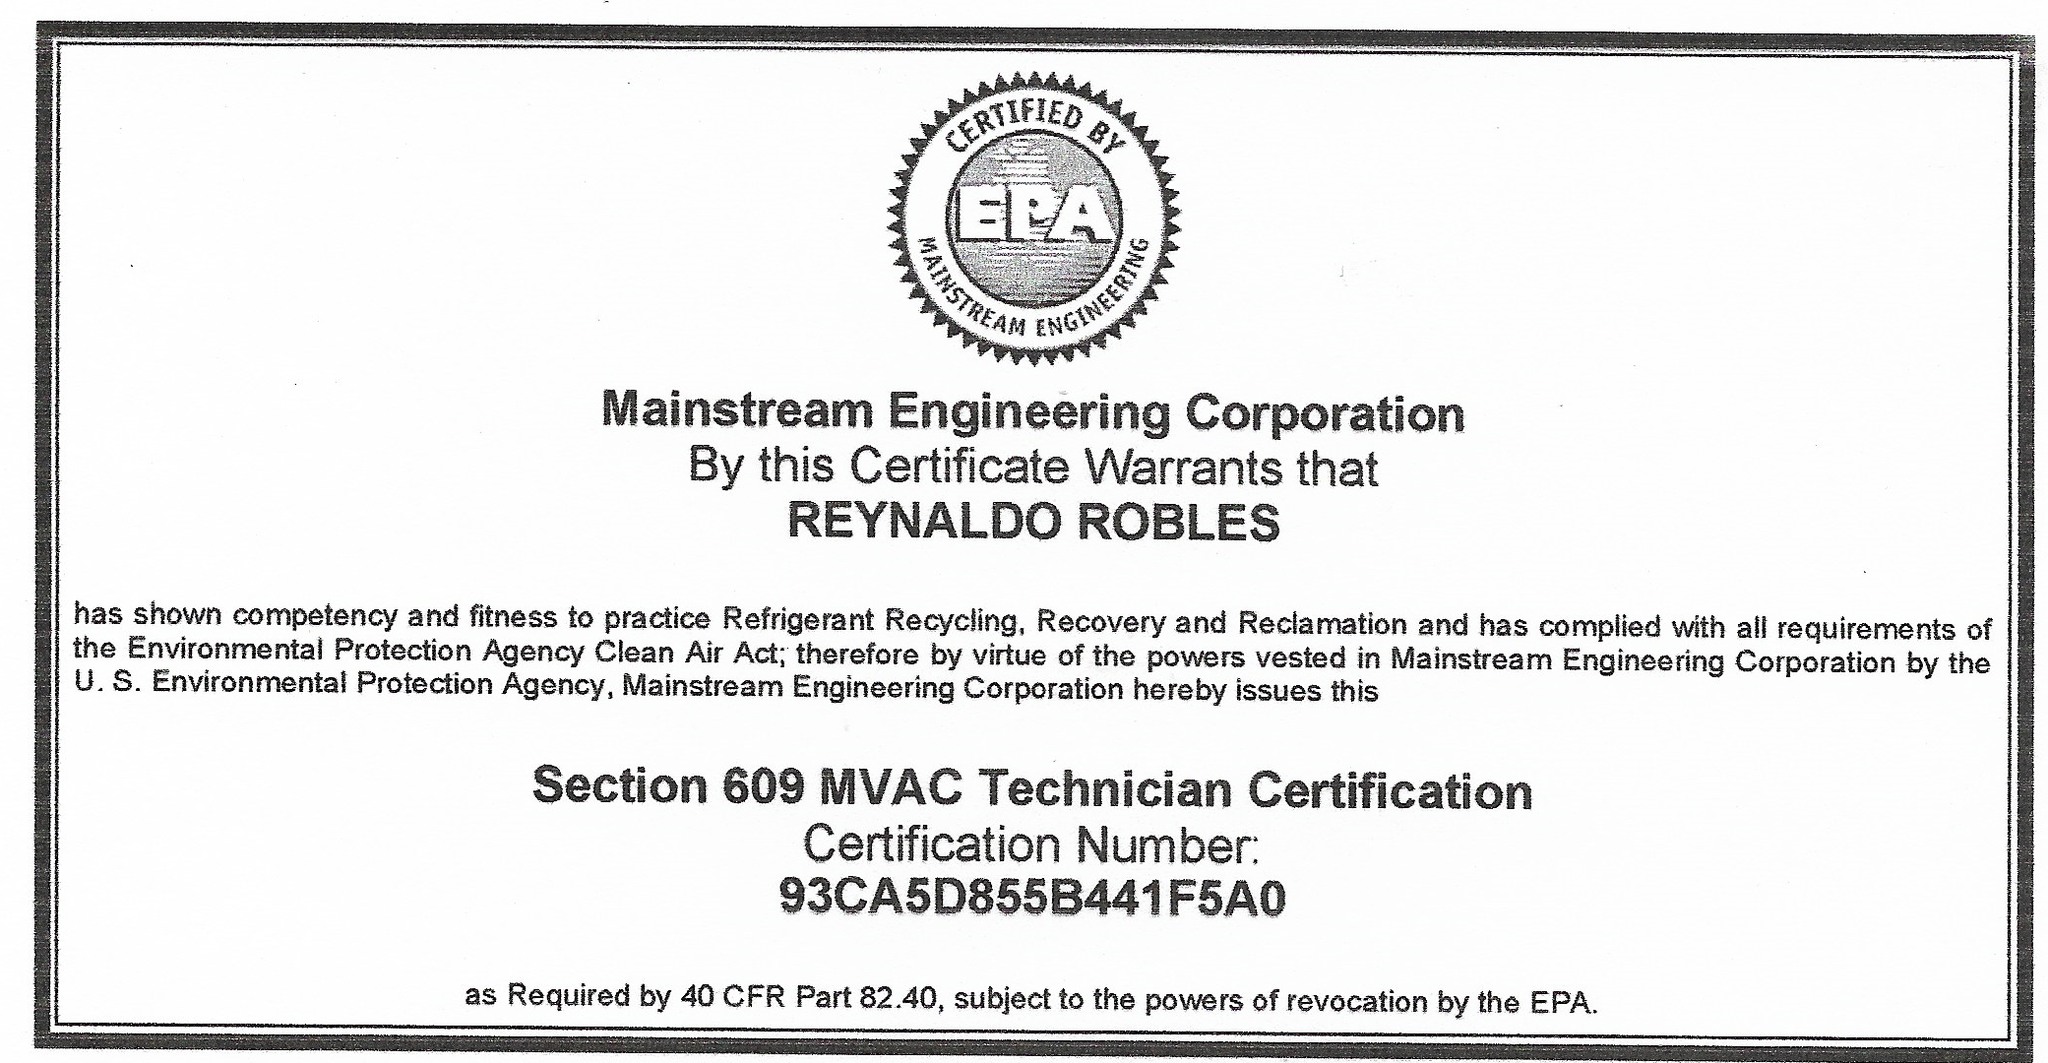 CERTIFIED BY
EPA
MAINSTREAM ENGINEERING
Mainstream Engineering Corporation
By this Certificate Warrants that
REYNALDO ROBLES
has shown competency and fitness to practice Refrigerant Recycling, Recovery and Reclamation and has complied with all requirements of
the Environmental Protection Agency Clean Air Act; therefore by virtue of the powers vested in Mainstream Engineering Corporation by the
U. S. Environmental Protection Agency, Mainstream Engineering Corporation hereby issues this
Section 609 MVAC Technician Certification
Certification Number:
93CA5D855B441F5A0
as Required by 40 CFR Part 82.40, subject to the powers of revocation by the EPA.